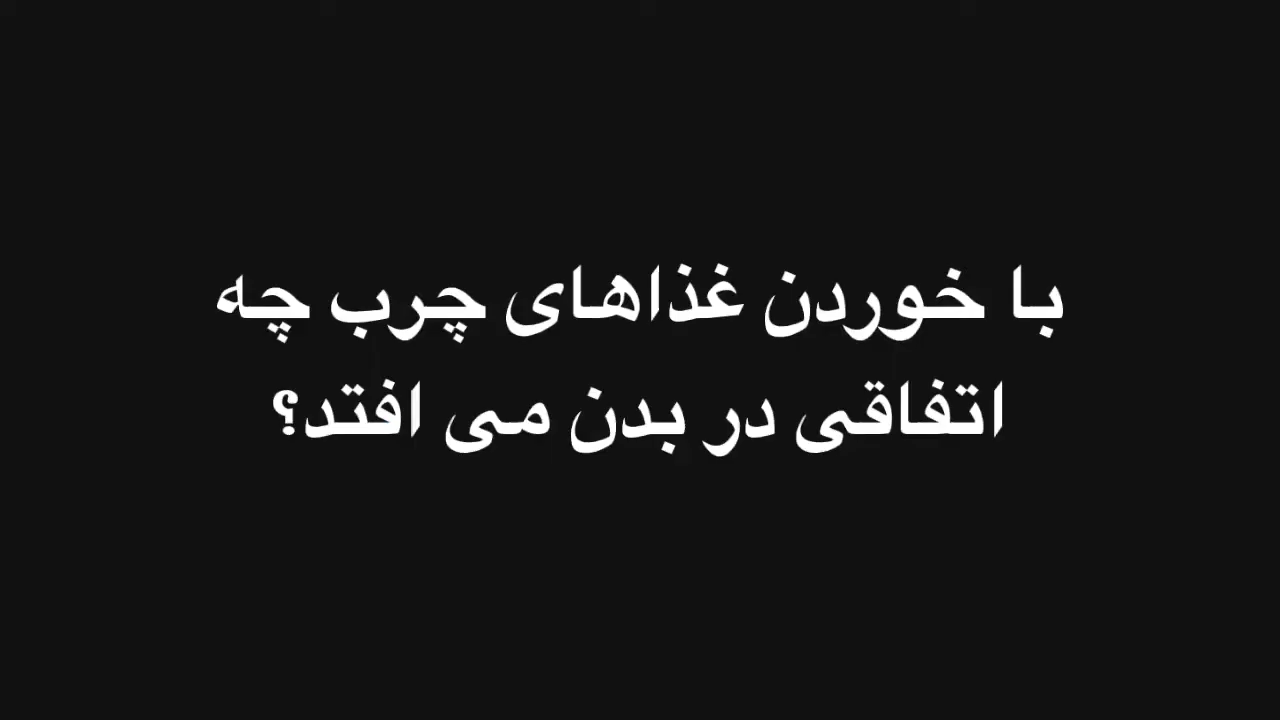 با خوردن غذاهای چرب چه
اتفاقی در بدن می افتد؟